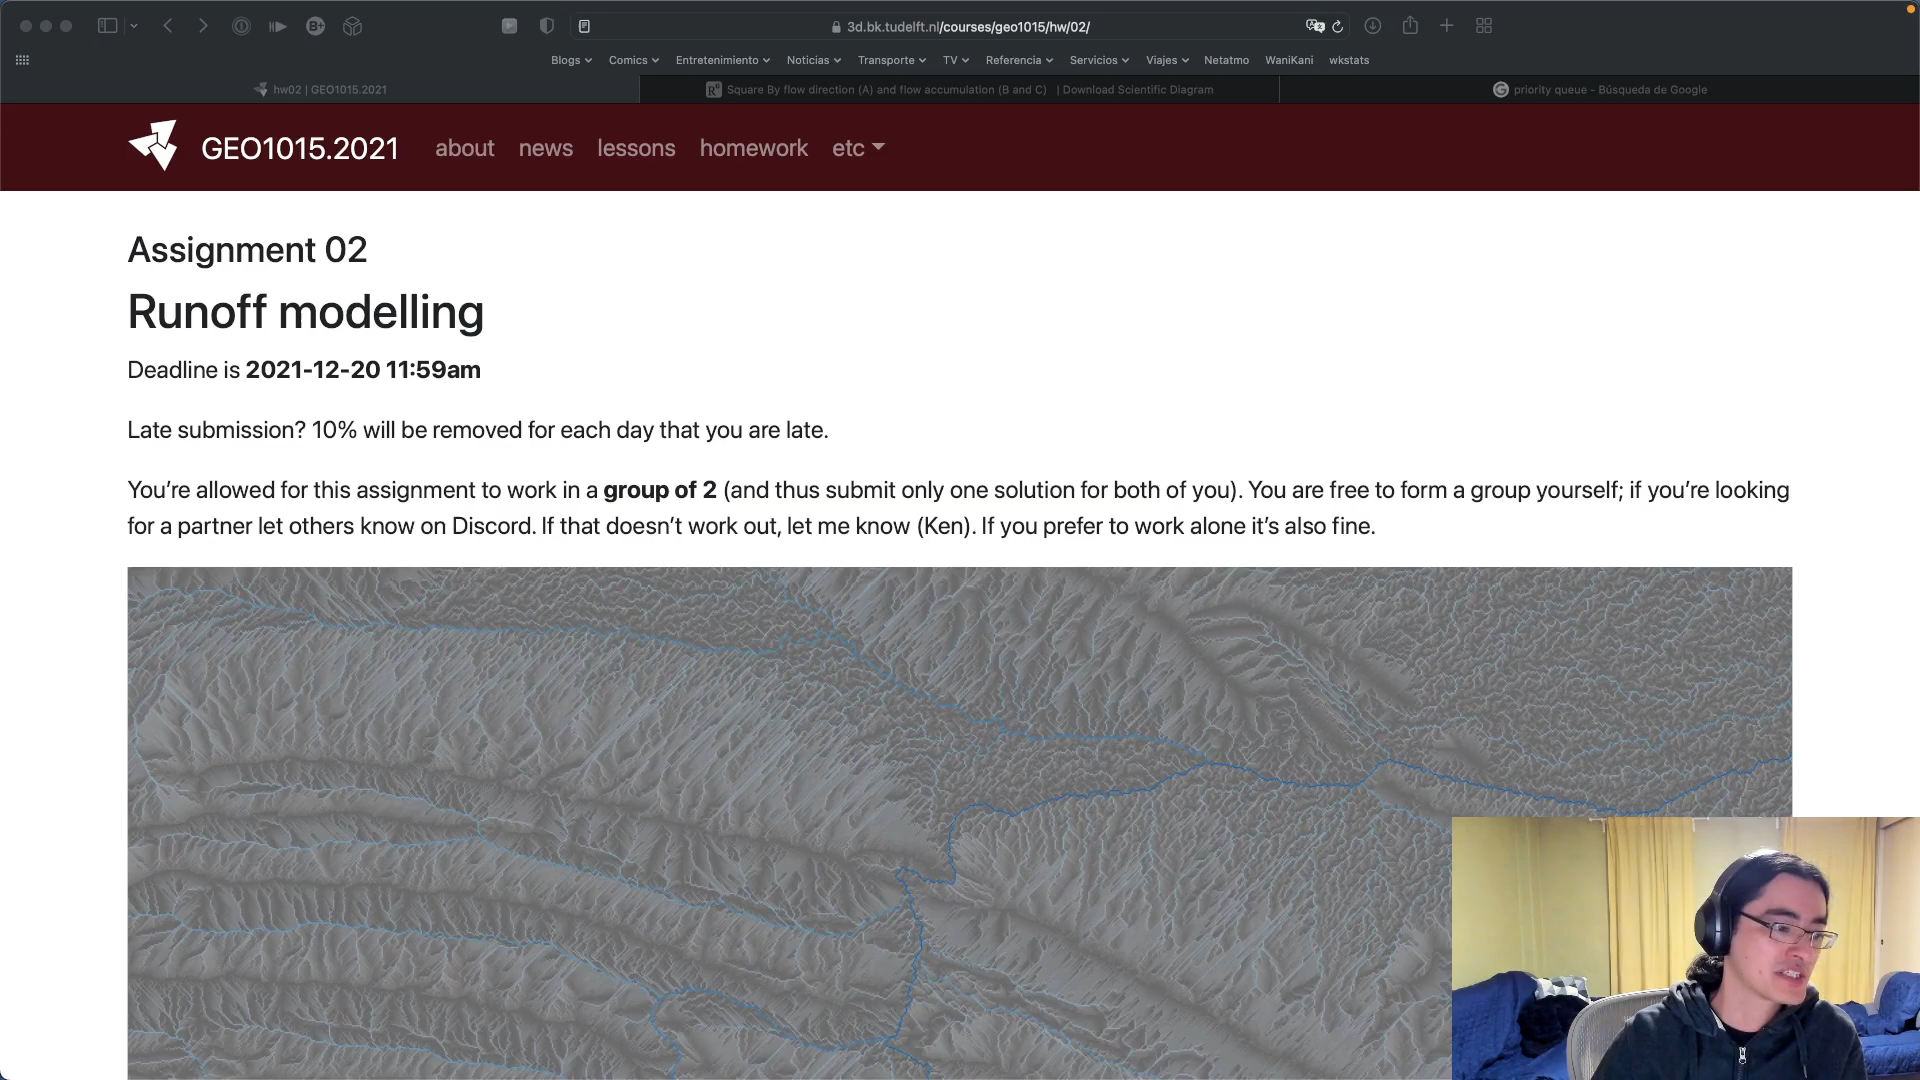 3d.bk.tudelft.nl/courses/geo1015/hw/02/
Blogs Comics Entretenimiento Noticias Transporte TV Referencia Servicios Viajes Netatmo WaniKani wkstats
hw02 | GEO1015.2021
Square By flow direction (A) and flow accumulation (B and C) | Download Scientific Diagram
priority queue - Búsqueda de Google
GEO1015.2021 about news lessons homework etc
Assignment 02
Runoff modelling
Deadline is 2021-12-20 11:59am
Late submission? 10% will be removed for each day that you are late.
You’re allowed for this assignment to work in a group of 2 (and thus submit only one solution for both of you). You are free to form a group yourself; if you’re looking
for a partner let others know on Discord. If that doesn’t work out, let me know (Ken). If you prefer to work alone it’s also fine.